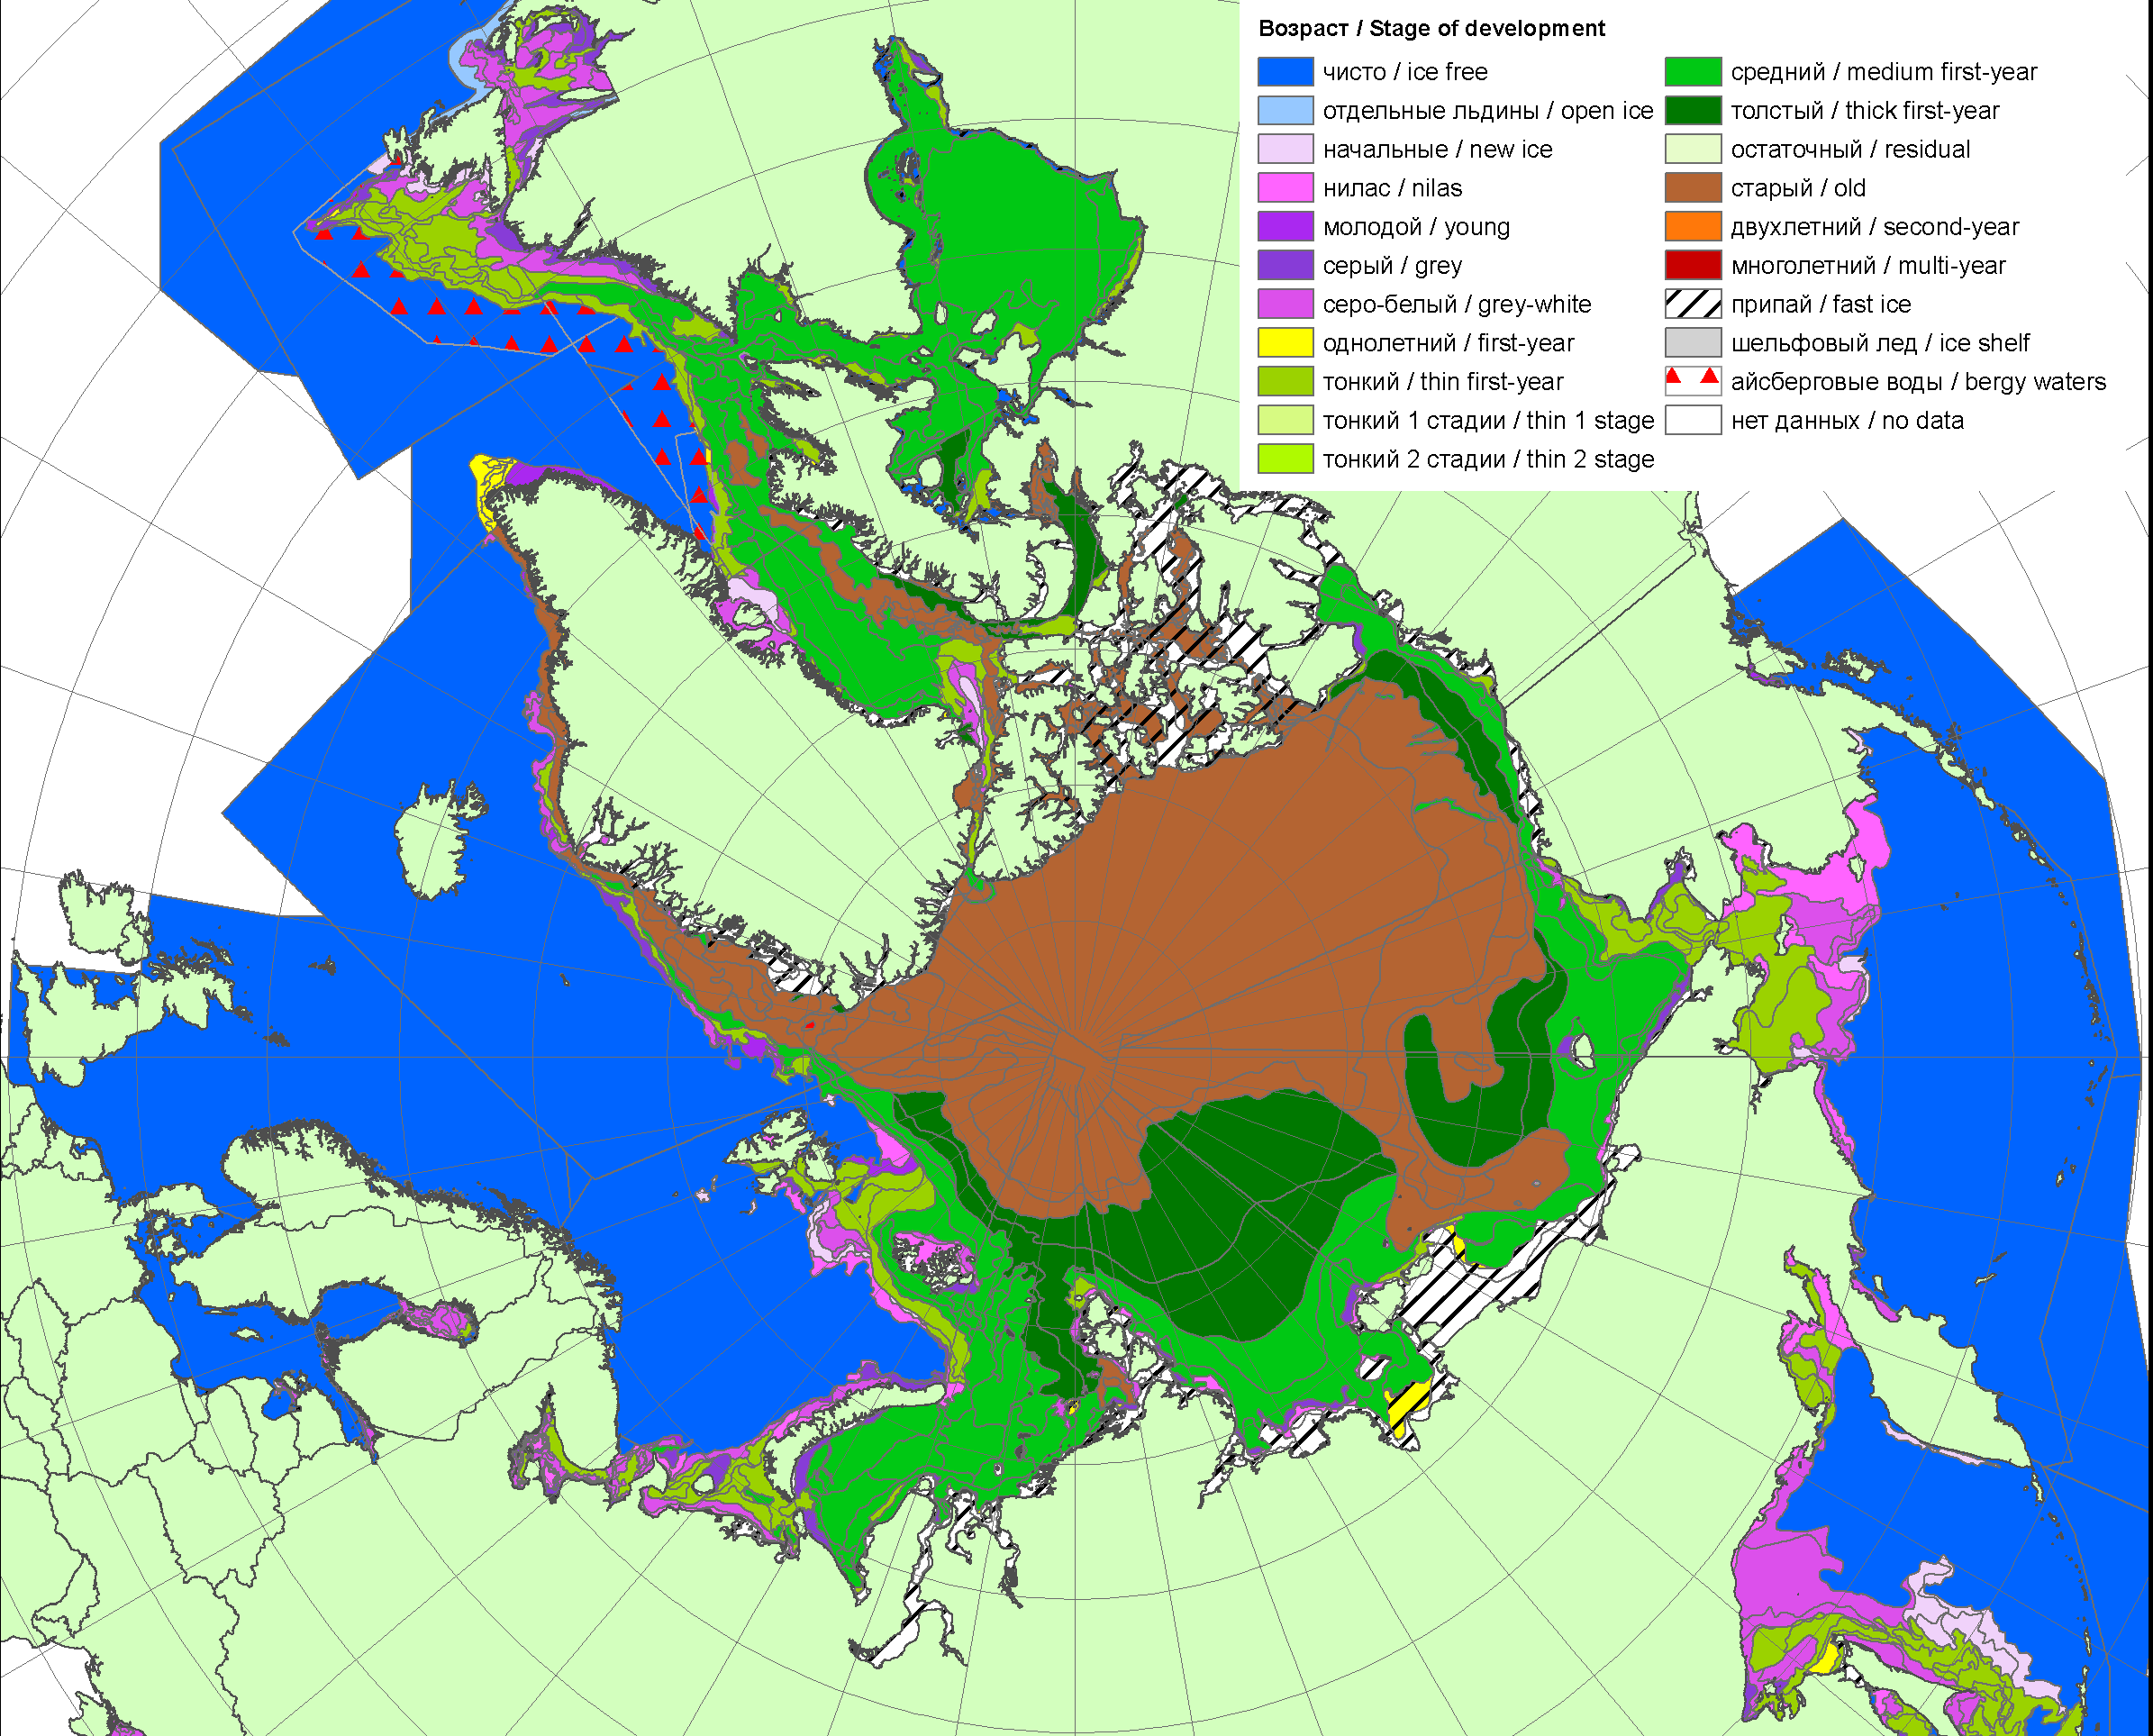 Возраст / Stage of development
чисто / ice free
отдельные льдины / open ice
начальные / new ice
нилас / nilas
молодой / young
серый / grey
серо-белый / grey-white
однолетний / first-year
тонкий / thin first-year
тонкий 1 стадии / thin 1 stage
тонкий 2 стадии / thin 2 stage
средний / medium first-year
толстый / thick first-year
остаточный / residual
старый / old
двухлетний / second-year
многолетний / multi-year
припай / fast ice
шельфовый лед / ice shelf
айсберговые воды / bergy waters
нет данных / no data